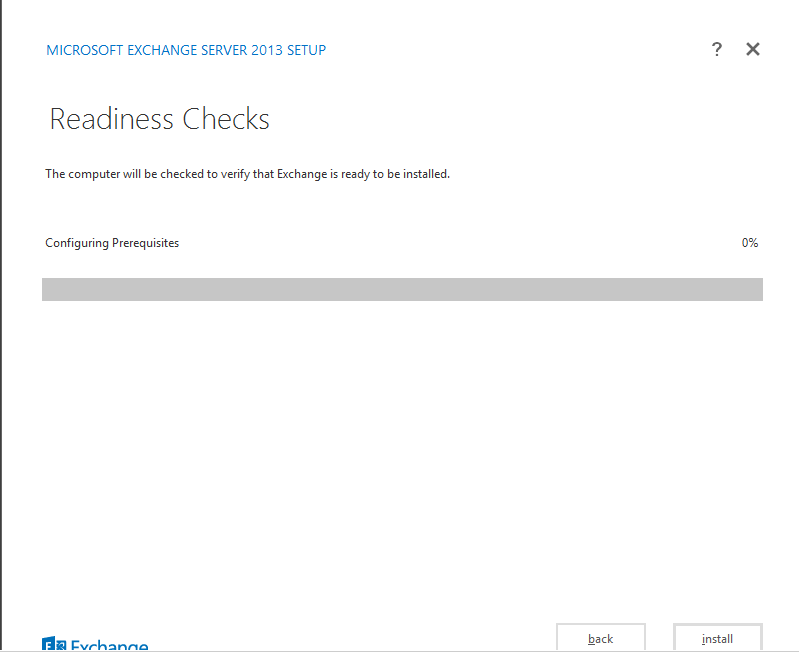 MICROSOFT EXCHANGE SERVER 2013 SETUP
?
Readiness Checks
The computer will be checked to verify that Exchange is ready to be installed.
Configuring Prerequisites 0%
Exchange
back
install